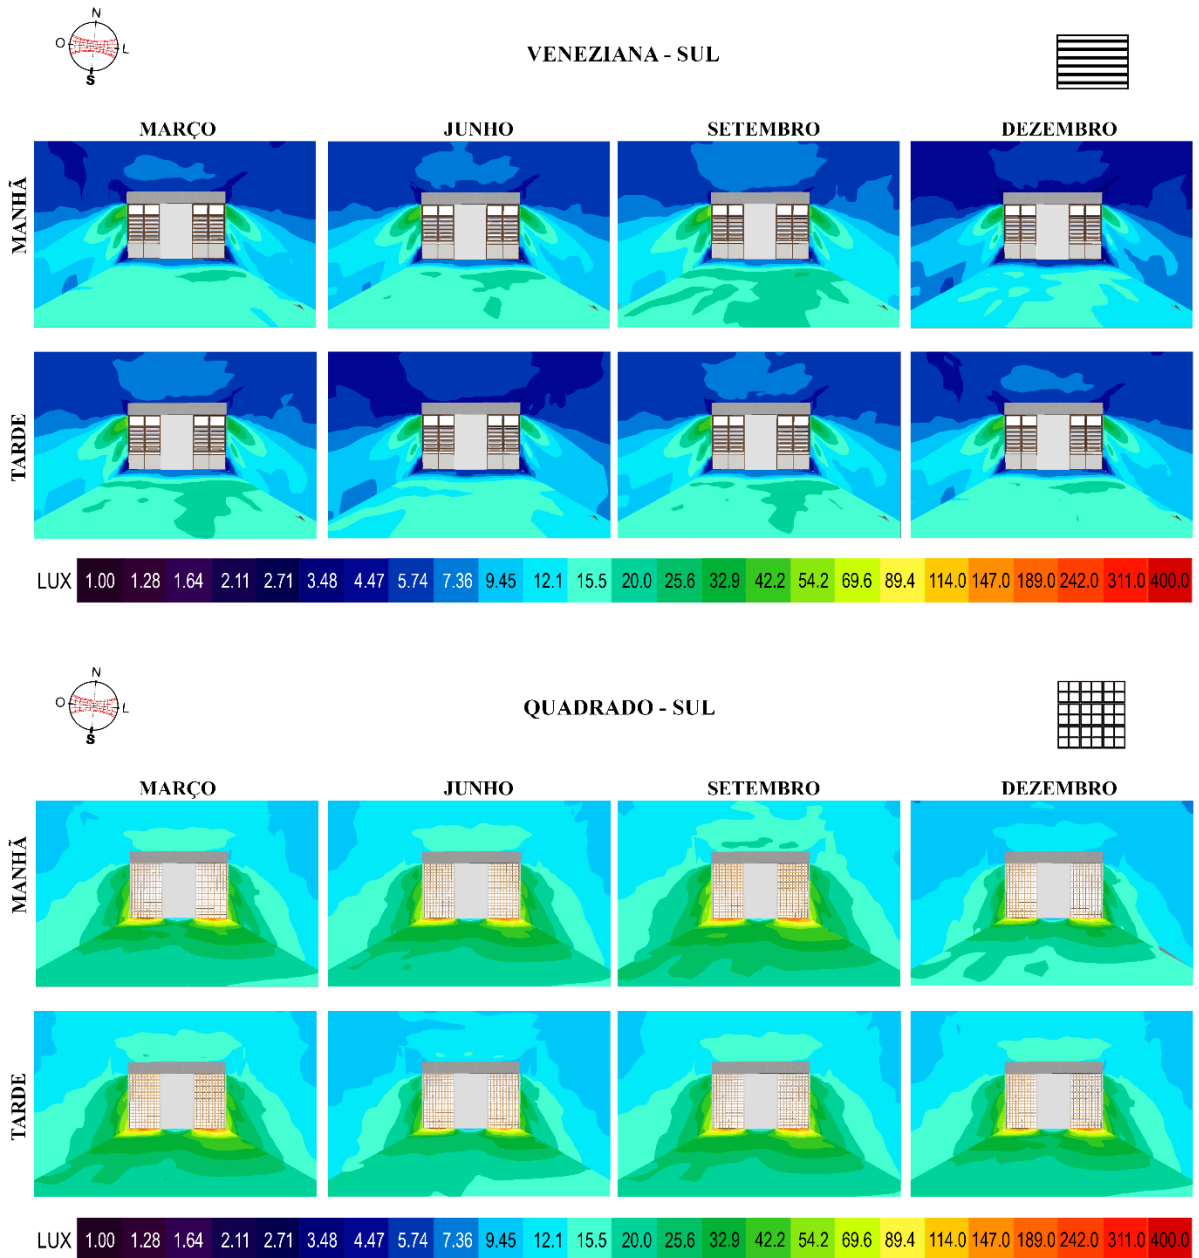 N
O
L
S
VENEZIANA - SUL
MARÇO JUNHO SETEMBRO DEZEMBRO
MANHÃ
TARDE
LUX 1.00 1.28 1.64 2.11 2.71 3.48 4.47 5.74 7.36 9.45 12.1 15.5 20.0 25.6 32.9 42.2 54.2 69.6 89.4 114.0 147.0 189.0 242.0 311.0 400.0
N
O
L
S
QUADRADO - SUL
MARÇO JUNHO SETEMBRO DEZEMBRO
MANHÃ
TARDE
LUX 1.00 1.28 1.64 2.11 2.71 3.48 4.47 5.74 7.36 9.45 12.1 15.5 20.0 25.6 32.9 42.2 54.2 69.6 89.4 114.0 147.0 189.0 242.0 311.0 400.0